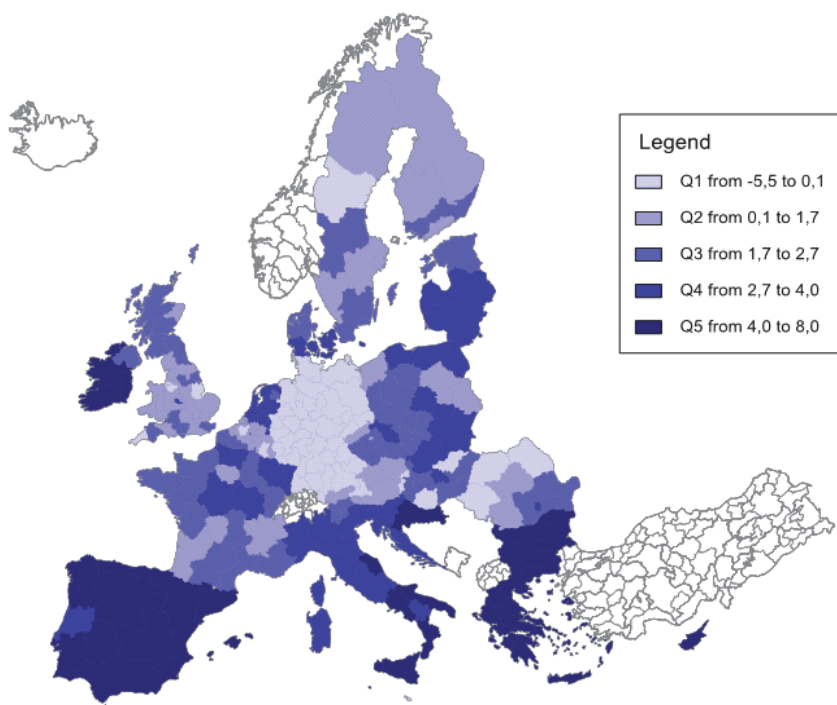 Legend
Q1 from -5,5 to 0,1
Q2 from 0,1 to 1,7
Q3 from 1,7 to 2,7
Q4 from 2,7 to 4,0
Q5 from 4,0 to 8,0